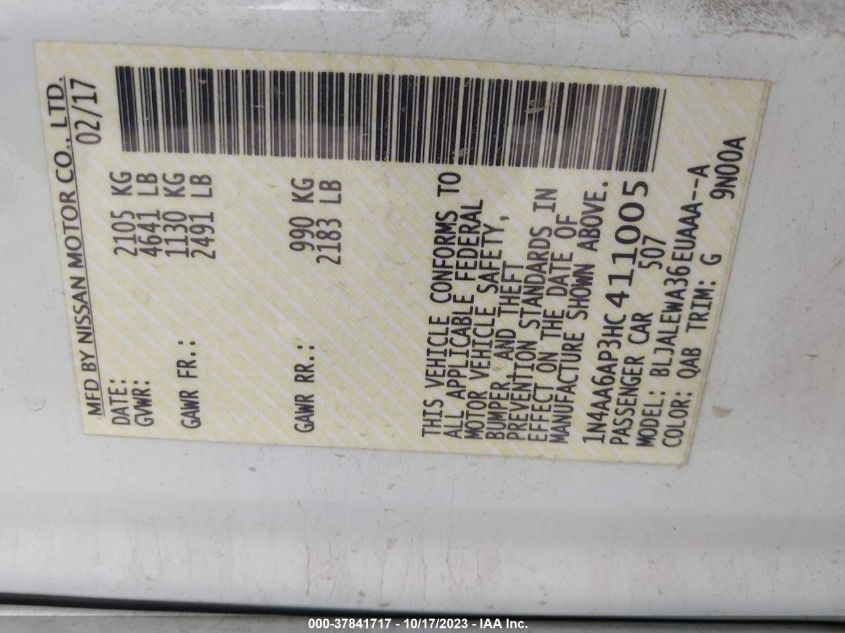 MFD BY NISSAN MOTOR CO., LTD.
DATE: 02/17
GVWR: 2105 KG
4641 LB
GAWR FR.: 1130 KG
2491 LB
GAWR RR.: 990 KG
2183 LB
THIS VEHICLE CONFORMS TO
ALL APPLICABLE FEDERAL
MOTOR VEHICLE SAFETY,
BUMPER AND THEFT
PREVENTION STANDARDS IN
EFFECT ON THE DATE OF
MANUFACTURE SHOWN ABOVE.
1N4AA6AP3HC411005
PASSENGER CAR 507
MODEL: BLJALEWA36EUAAA--A
COLOR: QAB TRIM: G 9N00A
000-37841717 - 10/17/2023 - IAA Inc.